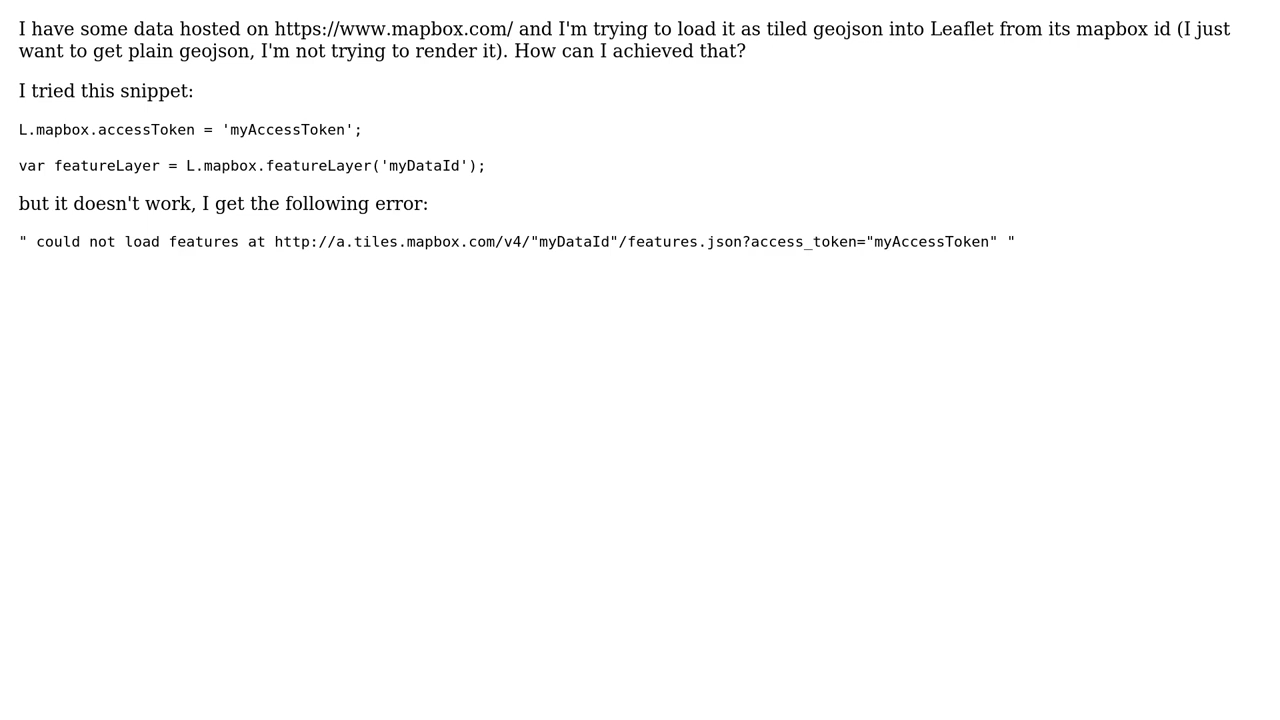 I have some data hosted on https://www.mapbox.com/ and I'm trying to load it as tiled geojson into Leaflet from its mapbox id (I just
want to get plain geojson, I'm not trying to render it). How can I achieved that?
I tried this snippet:
L.mapbox.accessToken = 'myAccessToken';
var featureLayer = L.mapbox.featureLayer('myDataId');
but it doesn't work, I get the following error:
" could not load features at http://a.tiles.mapbox.com/v4/"myDataId"/features.json?access_token="myAccessToken" "